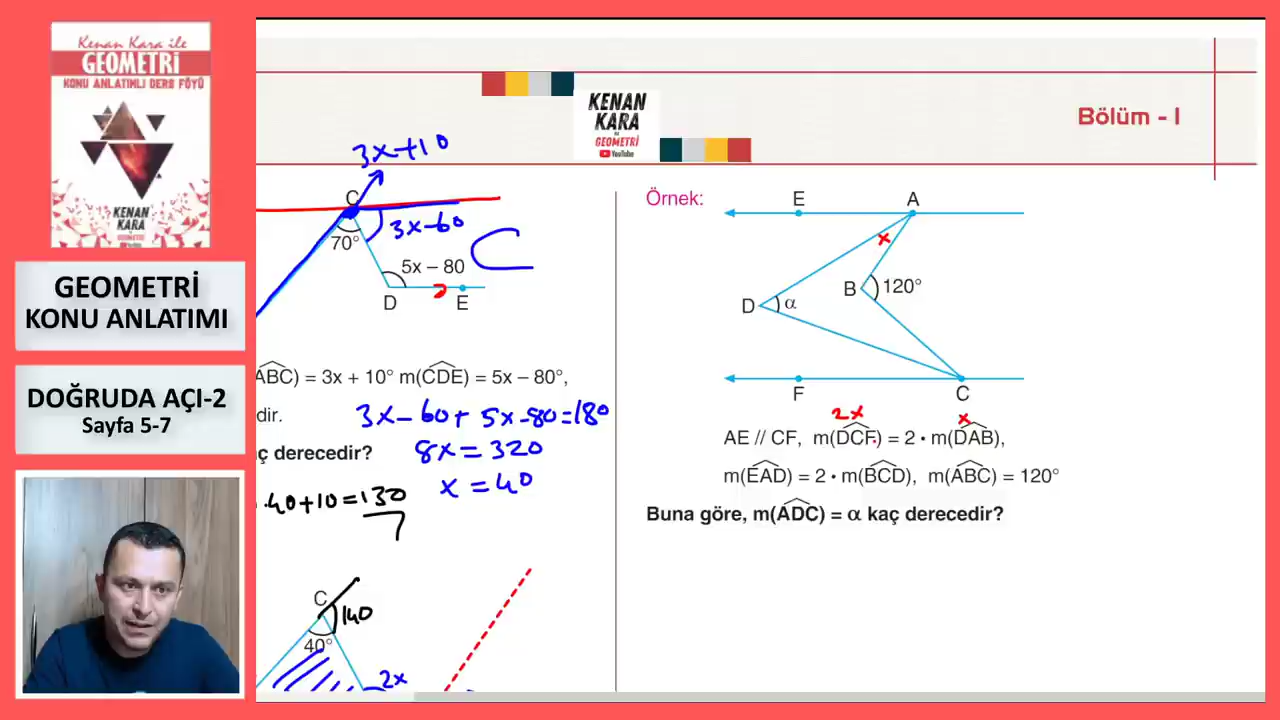 Kenan Kara ile
GEOMETRİ
KONU ANLATIMLI DERS FÖYÜ
KENAN
KARA
GEOMETRİ
KONU ANLATIMI
DOĞRUDA AÇI-2
Sayfa 5-7
KENAN
KARA
ile
GEOMETRİ
YouTube
Bölüm - I
3x+10
C
70°
3x-60
5x – 80
D
E
ABC) = 3x + 10° m(CDE) = 5x – 80°,
dir.
3x-60+5x-80=180
ç derecedir?
8x=320
x=40
.40+10=130
C
140
40°
2x
Örnek:
E
A
x
B
120°
D
α
F
C
2x
x
AE // CF, m(DCF) = 2 • m(DAB),
m(EAD) = 2 • m(BCD), m(ABC) = 120°
Buna göre, m(ADC) = α kaç derecedir?